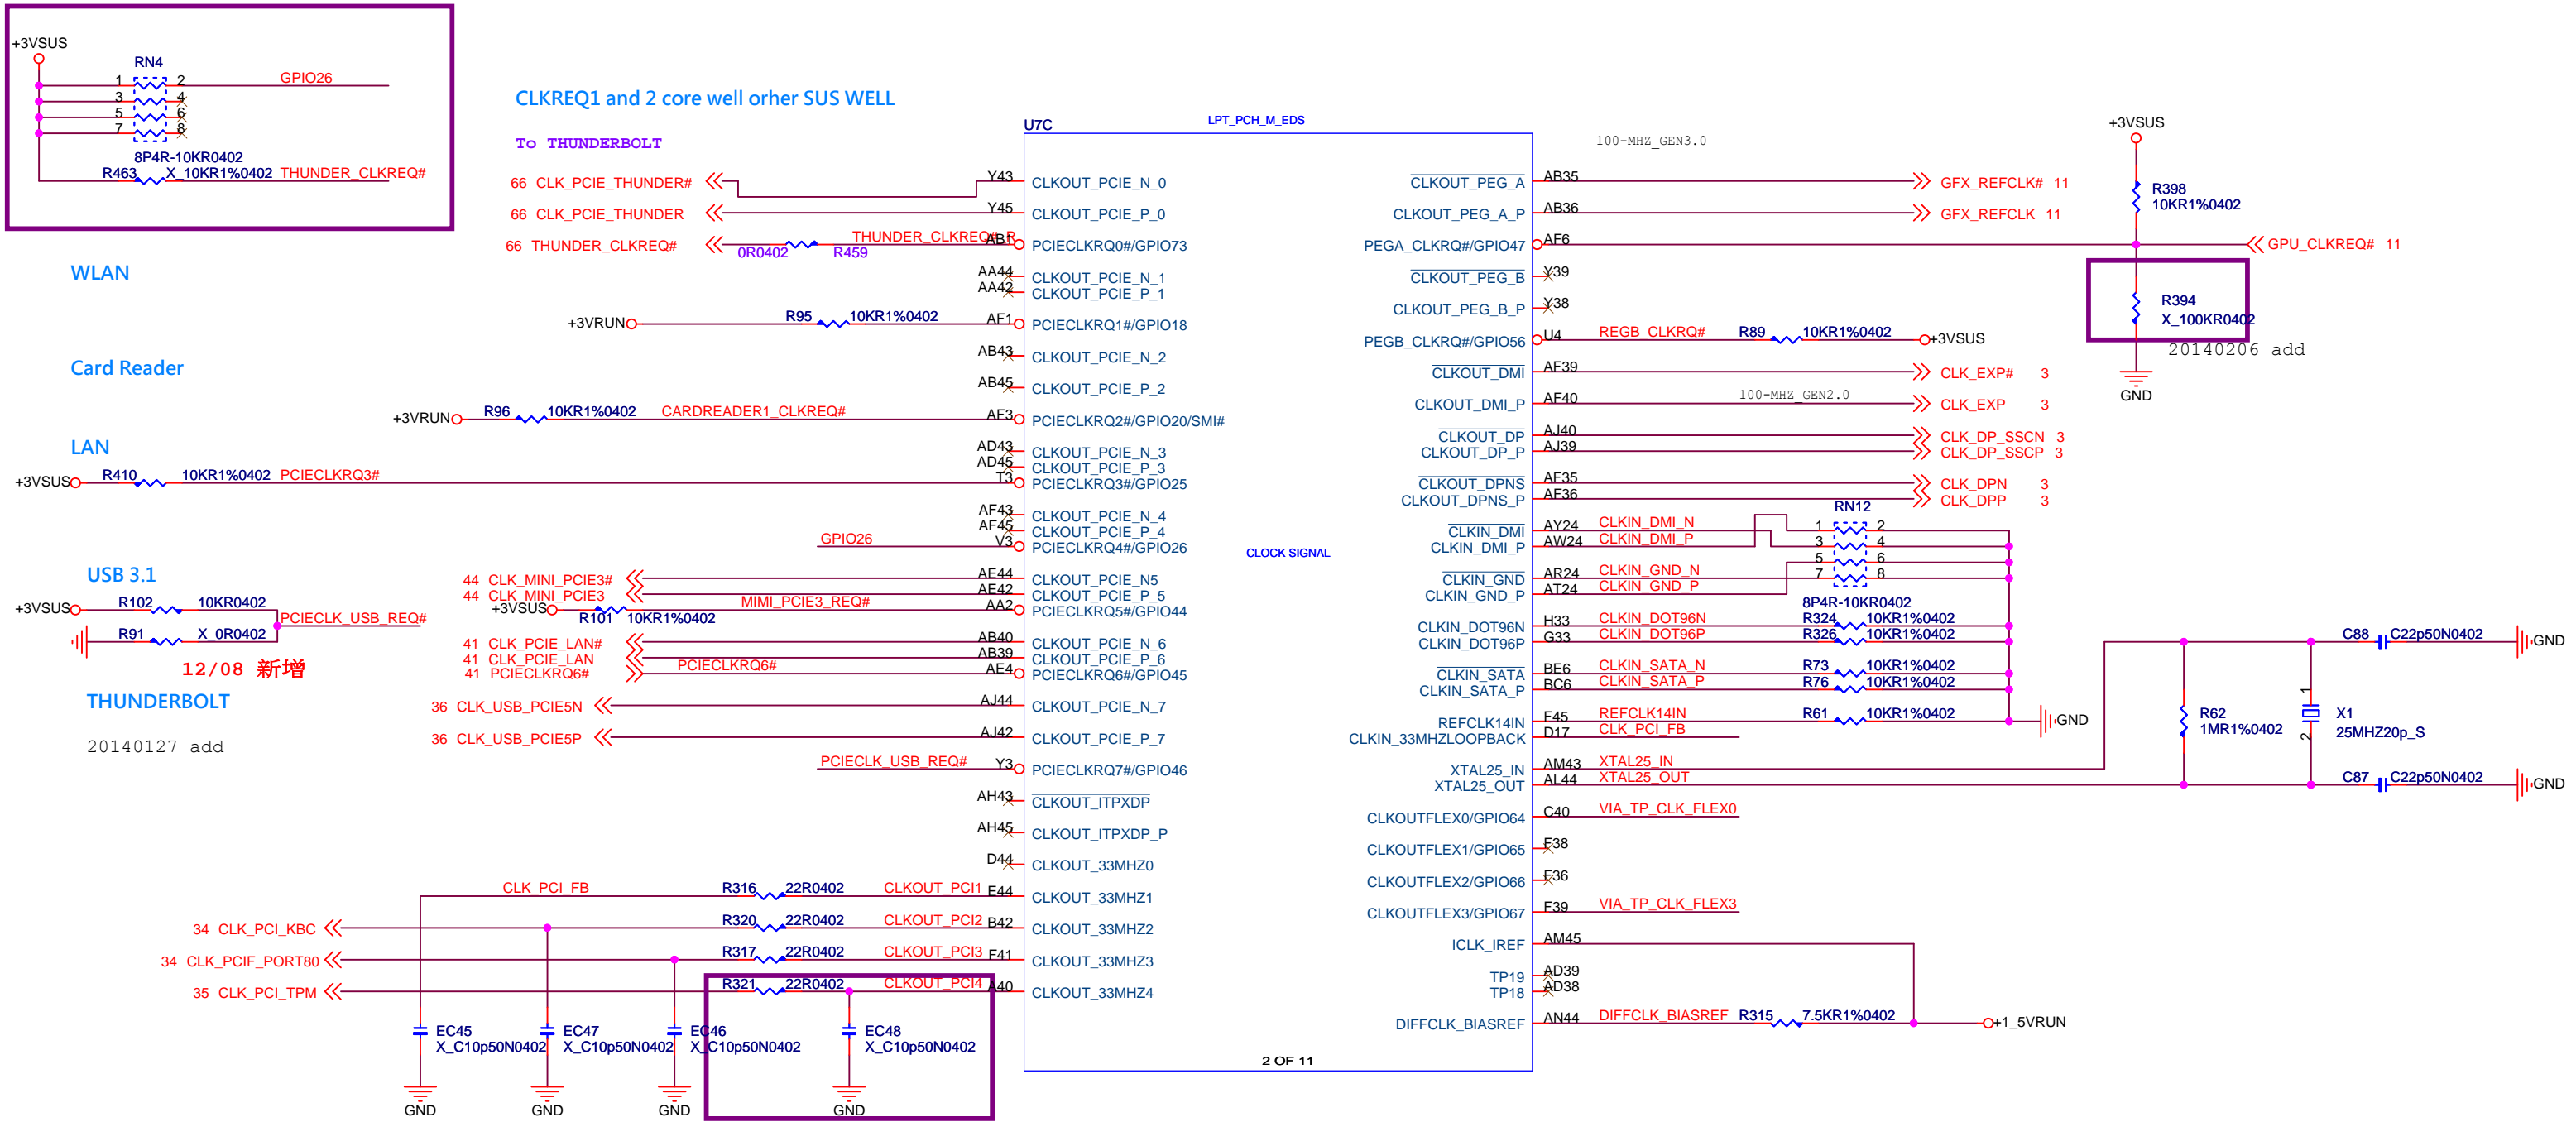 +3VSUS
RN4
1 2 GPIO26
3 4
5 6
7 8
8P4R-10KR0402
R463 X_10KR1%0402 THUNDER_CLKREQ#
CLKREQ1 and 2 core well orher SUS WELL
To THUNDERBOLT
WLAN
Card Reader
LAN
+3VSUS R410 10KR1%0402 PCIECLKRQ3#
USB 3.1
+3VSUS R102 10KR0402
PCIECLK_USB_REQ#
R91 X_0R0402
12/08 新增
THUNDERBOLT
20140127 add
66 CLK_PCIE_THUNDER#
66 CLK_PCIE_THUNDER
66 THUNDER_CLKREQ# 0R0402 R459 THUNDER_CLKREQ#_R
+3VRUN R95 10KR1%0402
+3VRUN R96 10KR1%0402 CARDREADER1_CLKREQ#
GPIO26
44 CLK_MINI_PCIE3#
44 CLK_MINI_PCIE3
+3VSUS R101 10KR1%0402 MIMI_PCIE3_REQ#
41 CLK_PCIE_LAN#
41 CLK_PCIE_LAN
41 PCIECLKRQ6# PCIECLKRQ6#
36 CLK_USB_PCIE5N
36 CLK_USB_PCIE5P
PCIECLK_USB_REQ#
CLK_PCI_FB R316 22R0402 CLKOUT_PCI1
34 CLK_PCI_KBC R320 22R0402 CLKOUT_PCI2
34 CLK_PCIF_PORT80 R317 22R0402 CLKOUT_PCI3
35 CLK_PCI_TPM R321 22R0402 CLKOUT_PCI4
EC45 EC47 EC46 EC48
X_C10p50N0402 X_C10p50N0402 X_C10p50N0402 X_C10p50N0402
GND GND GND GND
U7C LPT_PCH_M_EDS
Y43 CLKOUT_PCIE_N_0
Y45 CLKOUT_PCIE_P_0
AB1 PCIECLKRQ0#/GPIO73
AA44 CLKOUT_PCIE_N_1
AA42 CLKOUT_PCIE_P_1
AF1 PCIECLKRQ1#/GPIO18
AB43 CLKOUT_PCIE_N_2
AB45 CLKOUT_PCIE_P_2
AF3 PCIECLKRQ2#/GPIO20/SMI#
AD43 CLKOUT_PCIE_N_3
AD45 CLKOUT_PCIE_P_3
T3 PCIECLKRQ3#/GPIO25
AF43 CLKOUT_PCIE_N_4
AF45 CLKOUT_PCIE_P_4
V3 PCIECLKRQ4#/GPIO26
AE44 CLKOUT_PCIE_N5
AE42 CLKOUT_PCIE_P_5
AA2 PCIECLKRQ5#/GPIO44
AB40 CLKOUT_PCIE_N_6
AB39 CLKOUT_PCIE_P_6
AE4 PCIECLKRQ6#/GPIO45
AJ44 CLKOUT_PCIE_N_7
AJ42 CLKOUT_PCIE_P_7
Y3 PCIECLKRQ7#/GPIO46
AH43 CLKOUT_ITPXDP
AH45 CLKOUT_ITPXDP_P
D44 CLKOUT_33MHZ0
E44 CLKOUT_33MHZ1
B42 CLKOUT_33MHZ2
F41 CLKOUT_33MHZ3
A40 CLKOUT_33MHZ4
CLOCK SIGNAL
2 OF 11
100-MHZ_GEN3.0
CLKOUT_PEG_A AB35 GFX_REFCLK# 11
CLKOUT_PEG_A_P AB36 GFX_REFCLK 11
PEGA_CLKRQ#/GPIO47 AF6 GPU_CLKREQ# 11
CLKOUT_PEG_B Y39
CLKOUT_PEG_B_P Y38
PEGB_CLKRQ#/GPIO56 U4 REGB_CLKRQ# R89 10KR1%0402 +3VSUS
CLKOUT_DMI AF39 CLK_EXP# 3
100-MHZ_GEN2.0
CLKOUT_DMI_P AF40 CLK_EXP 3
CLKOUT_DP AJ40 CLK_DP_SSCN 3
CLKOUT_DP_P AJ39 CLK_DP_SSCP 3
CLKOUT_DPNS AF35 CLK_DPN 3
CLKOUT_DPNS_P AF36 CLK_DPP 3
RN12
CLKIN_DMI AY24 CLKIN_DMI_N 1 2
CLKIN_DMI_P AW24 CLKIN_DMI_P 3 4
5 6
CLKIN_GND AR24 CLKIN_GND_N 7 8
CLKIN_GND_P AT24 CLKIN_GND_P
8P4R-10KR0402
CLKIN_DOT96N H33 CLKIN_DOT96N R324 10KR1%0402
CLKIN_DOT96P G33 CLKIN_DOT96P R326 10KR1%0402
CLKIN_SATA BE6 CLKIN_SATA_N R73 10KR1%0402
CLKIN_SATA_P BC6 CLKIN_SATA_P R76 10KR1%0402
REFCLK14IN F45 REFCLK14IN R61 10KR1%0402 GND
CLKIN_33MHZLOOPBACK D17 CLK_PCI_FB
XTAL25_IN AM43 XTAL25_IN
XTAL25_OUT AL44 XTAL25_OUT
CLKOUTFLEX0/GPIO64 C40 VIA_TP_CLK_FLEX0
CLKOUTFLEX1/GPIO65 F38
CLKOUTFLEX2/GPIO66 F36
CLKOUTFLEX3/GPIO67 F39 VIA_TP_CLK_FLEX3
ICLK_IREF AM45
TP19 AD39
TP18 AD38
DIFFCLK_BIASREF AN44 DIFFCLK_BIASREF R315 7.5KR1%0402 +1_5VRUN
+3VSUS
R398
10KR1%0402
R394
X_100KR0402
20140206 add
GND
C88 C22p50N0402 GND
R62
1MR1%0402
1
2
X1
25MHZ20p_S
C87 C22p50N0402 GND